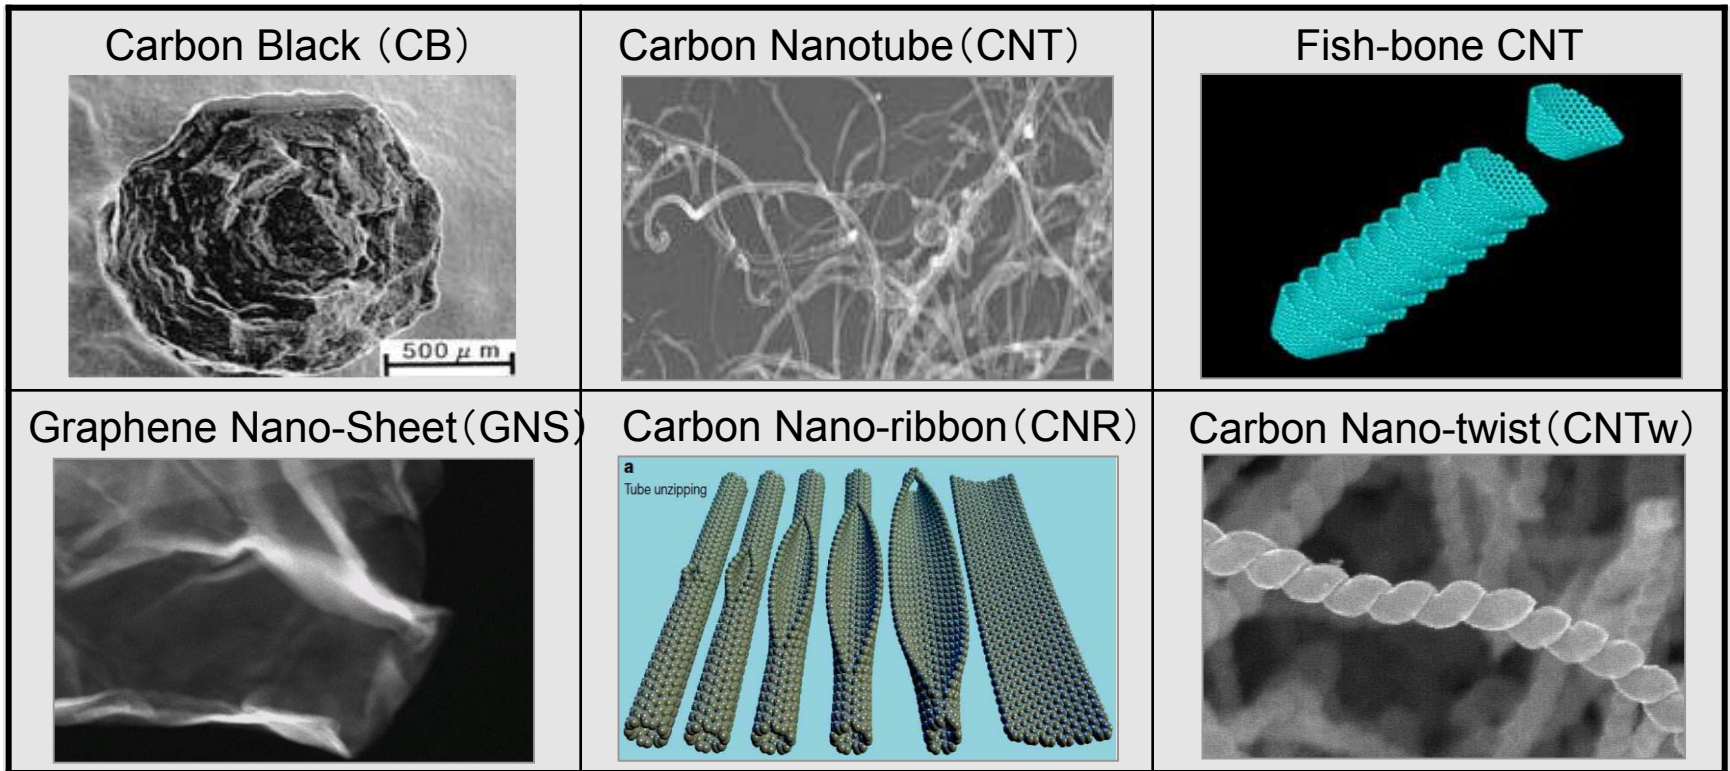 Carbon Black（CB）
Carbon Nanotube（CNT）
Fish-bone CNT
500 μ m
Graphene Nano-Sheet（GNS）
Carbon Nano-ribbon（CNR）
Carbon Nano-twist（CNTw）
a
Tube unzipping